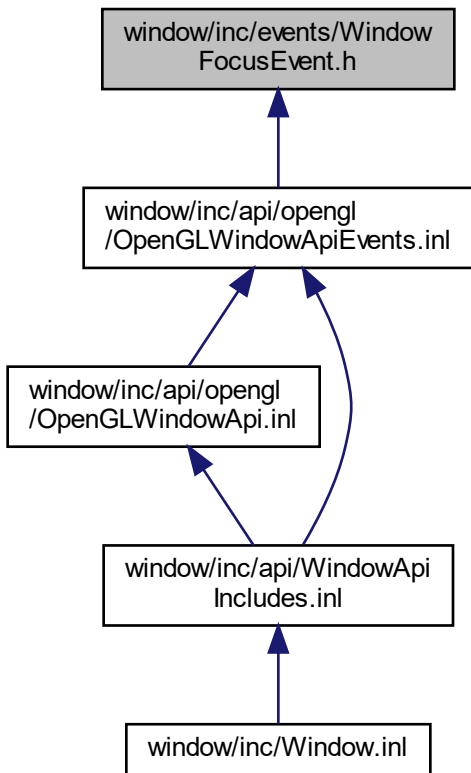 window/inc/events/Window
FocusEvent.h
window/inc/api/opengl
/OpenGLWindowApiEvents.inl
window/inc/api/opengl
/OpenGLWindowApi.inl
window/inc/api/WindowApi
Includes.inl
window/inc/Window.inl